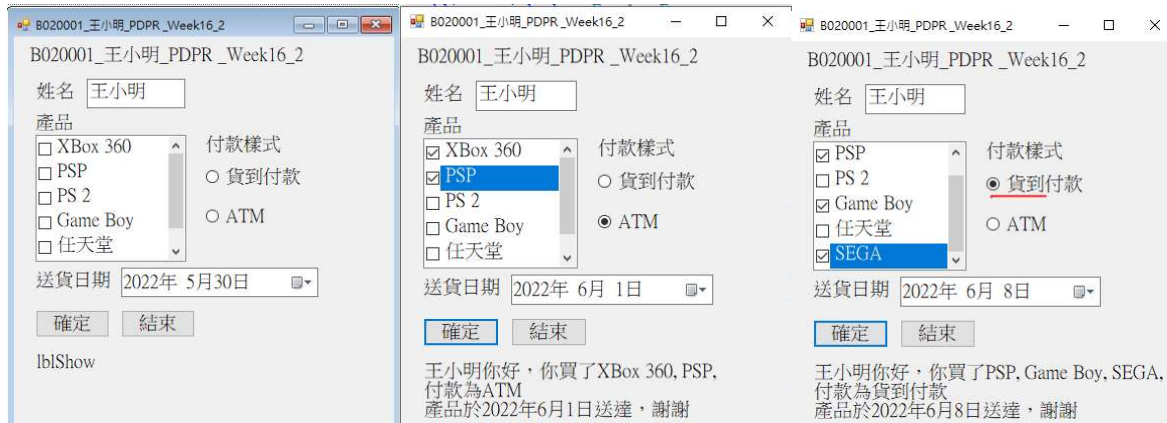 B020001_王小明_PDPR_Week16_2
B020001_王小明_PDPR _Week16_2
姓名 王小明
產品
XBox 360
PSP
PS 2
Game Boy
任天堂
付款樣式
貨到付款
ATM
送貨日期 2022年 5月30日
確定 結束
lblShow
B020001_王小明_PDPR_Week16_2
B020001_王小明_PDPR _Week16_2
姓名 王小明
產品
XBox 360
PSP
PS 2
Game Boy
任天堂
付款樣式
貨到付款
ATM
送貨日期 2022年 6月 1日
確定 結束
王小明你好，你買了XBox 360, PSP,
付款為ATM
產品於2022年6月1日送達，謝謝
B020001_王小明_PDPR_Week16_2
B020001_王小明_PDPR _Week16_2
姓名 王小明
產品
PSP
PS 2
Game Boy
任天堂
SEGA
付款樣式
貨到付款
ATM
送貨日期 2022年 6月 8日
確定 結束
王小明你好，你買了PSP, Game Boy, SEGA,
付款為貨到付款
產品於2022年6月8日送達，謝謝